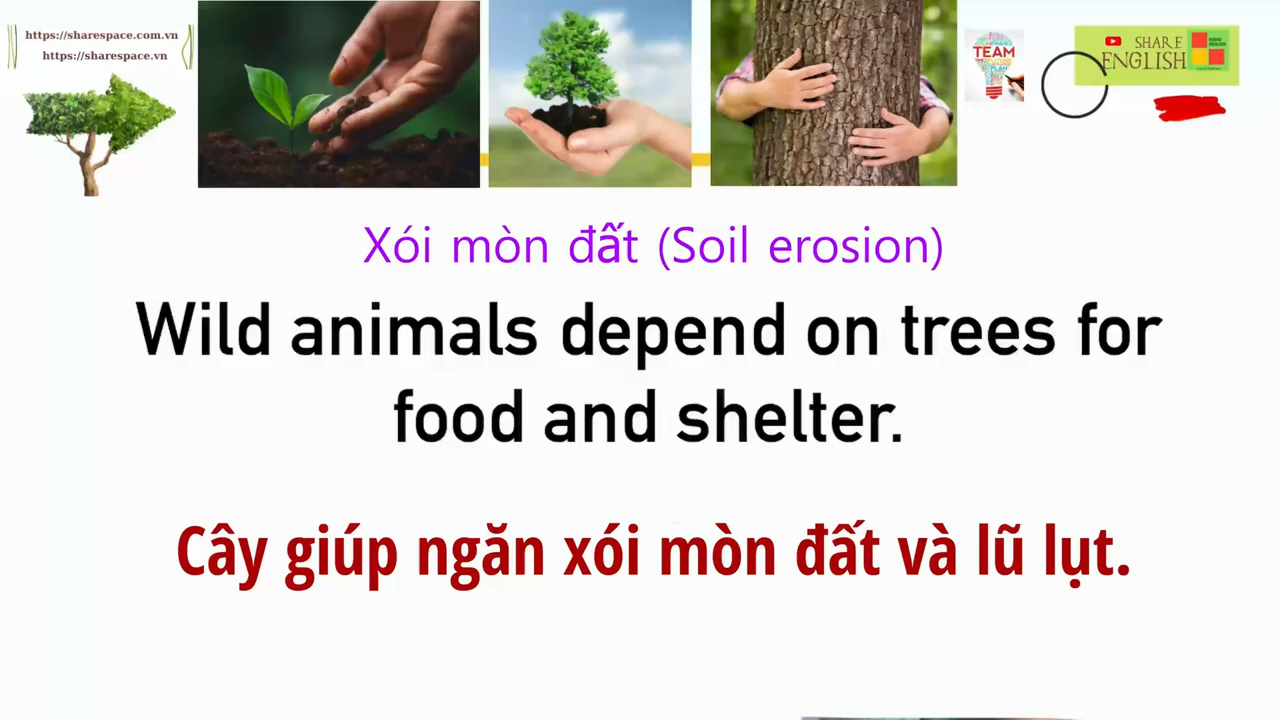 https://sharespace.com.vn
https://sharespace.vn
TEAM
PLAN
SHARE
ENGLISH
Xói mòn đất (Soil erosion)
Wild animals depend on trees for
food and shelter.
Cây giúp ngăn xói mòn đất và lũ lụt.